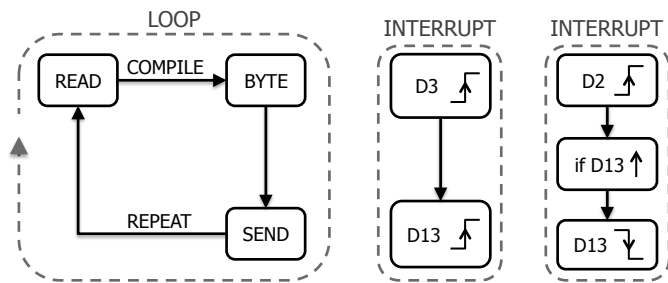 LOOP
READ
COMPILE
BYTE
REPEAT
SEND
INTERRUPT
D3
D13
INTERRUPT
D2
if D13
D13